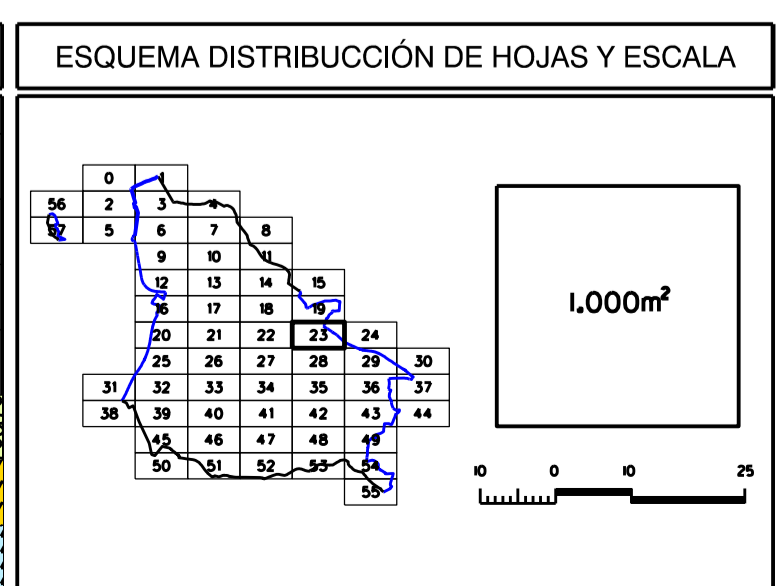 ESQUEMA DISTRIBUCCIÓN DE HOJAS Y ESCALA
0 1
56 2 3 4
57 5 6 7 8
9 10 11
12 13 14 15
16 17 18 19
20 21 22 23 24
25 26 27 28 29 30
31 32 33 34 35 36 37
38 39 40 41 42 43 44
45 46 47 48 49
50 51 52 53 54
55
1.000m²
10 0 10 25